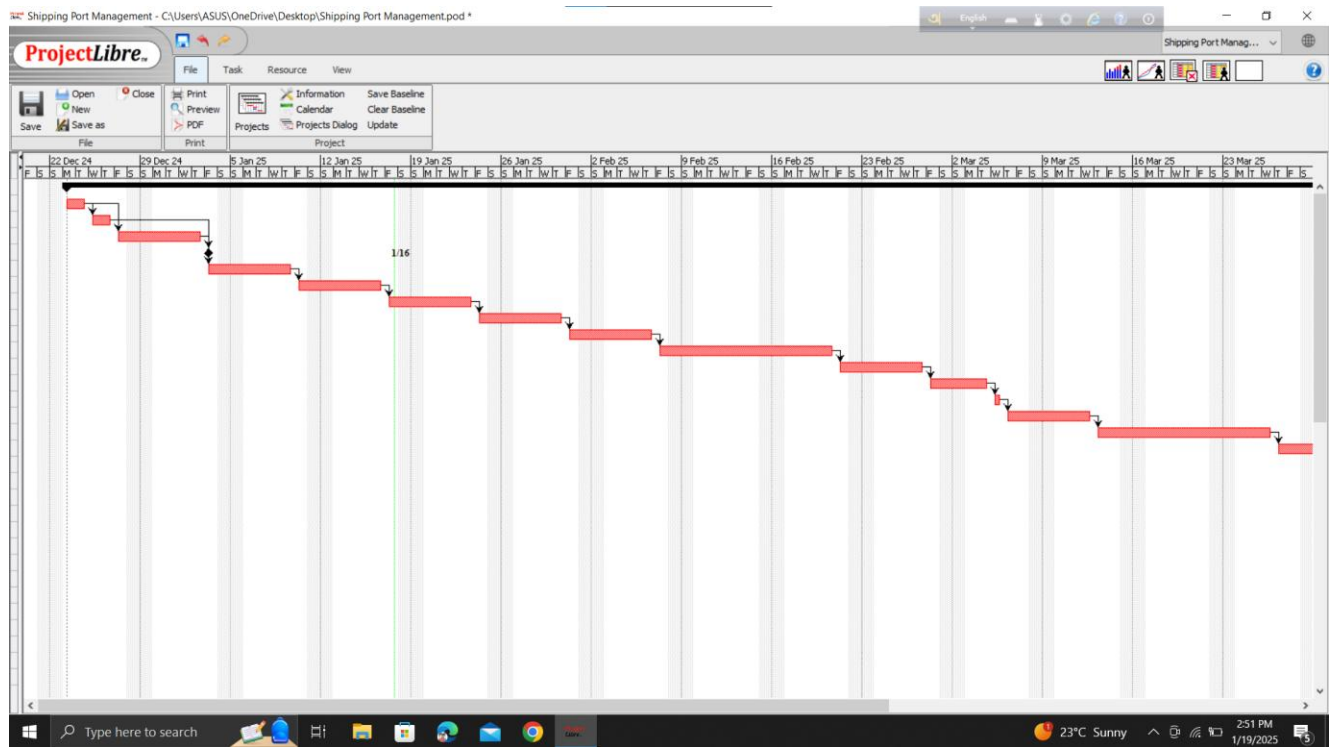 Shipping Port Management - C:\Users\ASUS\OneDrive\Desktop\Shipping Port Management.pod *
English
ProjectLibre
Shipping Port Manag...
File Task Resource View
Save
Open
New
Save as
Close
File
Print
Preview
PDF
Print
Projects
Information
Calendar
Projects Dialog
Save Baseline
Clear Baseline
Update
Project
22 Dec 24 29 Dec 24 5 Jan 25 12 Jan 25 19 Jan 25 26 Jan 25 2 Feb 25 9 Feb 25 16 Feb 25 23 Feb 25 2 Mar 25 9 Mar 25 16 Mar 25 23 Mar 25
F S S M T W T F S S M T W T F S S M T W T F S S M T W T F S S M T W T F S S M T W T F S S M T W T F S S M T W T F S S M T W T F S S M T W T F S S M T W T F S S M T W T F S S M T W T F S S M T W T F S
1/16
Type here to search
23°C Sunny
2:51 PM
1/19/2025
5